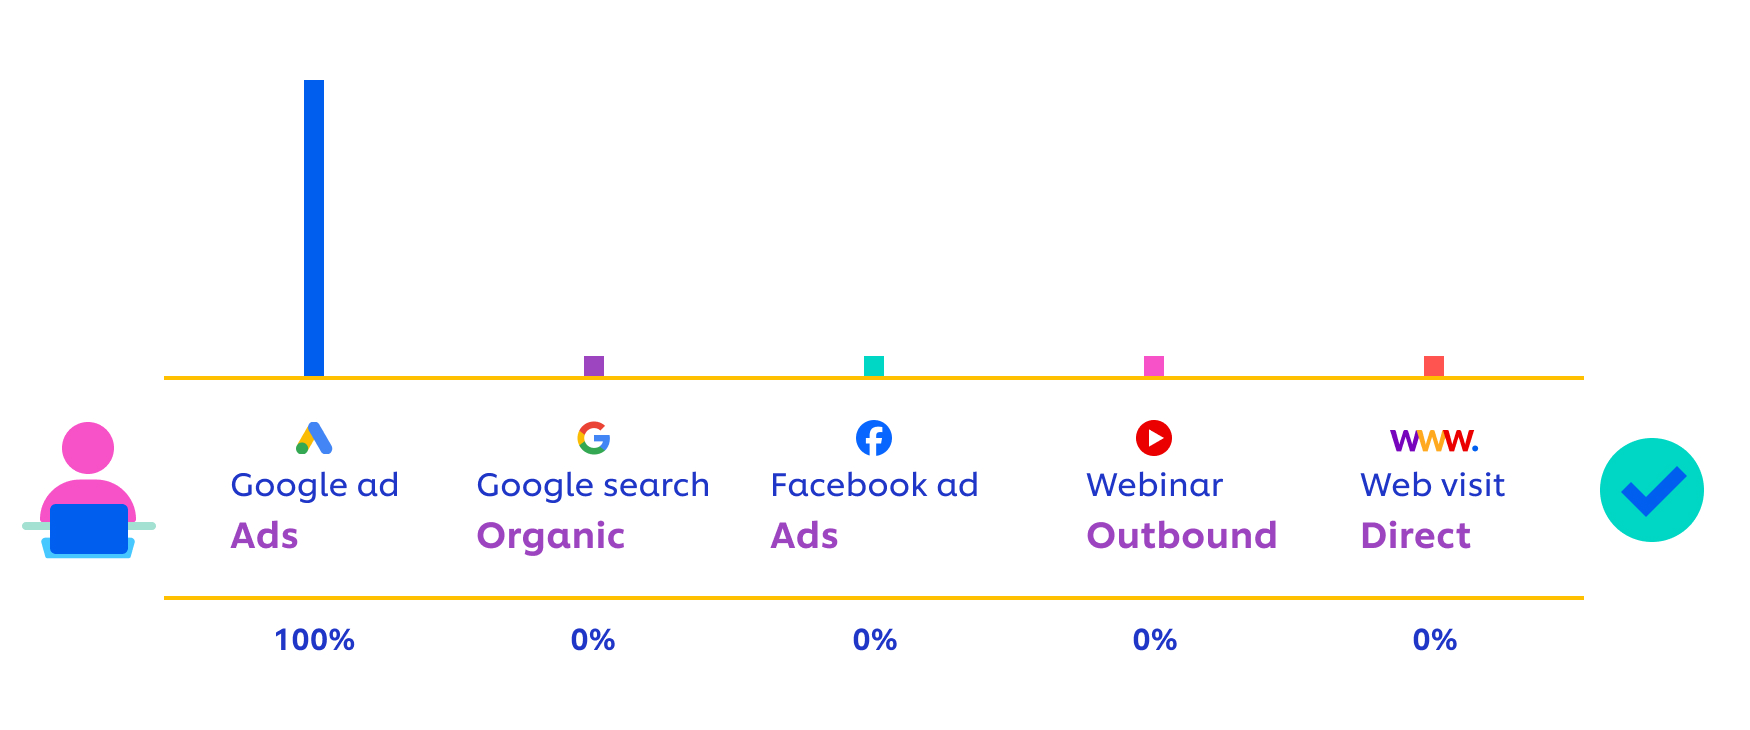 www.
Google ad
Google search
Facebook ad
Webinar
Web visit
Ads
Organic
Ads
Outbound
Direct
100%
0%
0%
0%
0%